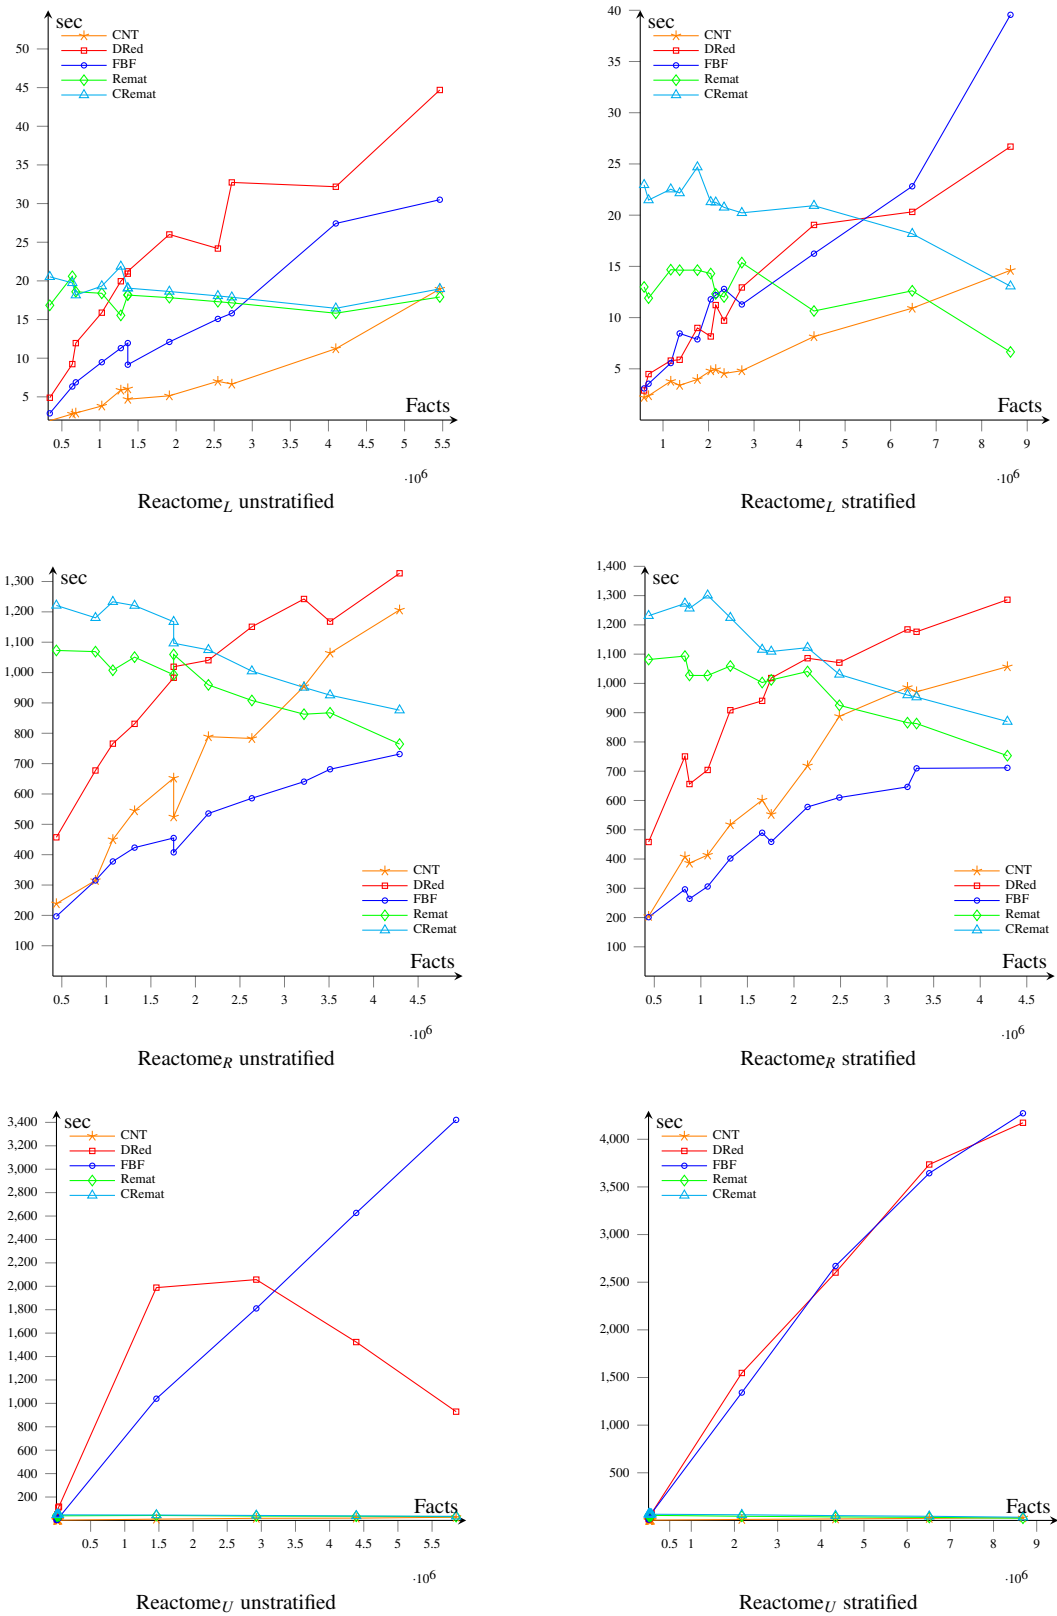 sec
CNT
DRed
FBF
Remat
CRemat
50
45
40
35
30
25
20
15
10
5
Facts
0.5 1 1.5 2 2.5 3 3.5 4 4.5 5 5.5
·10^6
Reactome_L unstratified
sec
CNT
DRed
FBF
Remat
CRemat
40
35
30
25
20
15
10
5
Facts
1 2 3 4 5 6 7 8 9
·10^6
Reactome_L stratified
sec
1,300
1,200
1,100
1,000
900
800
700
600
500
400
300
200
100
CNT
DRed
FBF
Remat
CRemat
Facts
0.5 1 1.5 2 2.5 3 3.5 4 4.5
·10^6
Reactome_R unstratified
sec
1,400
1,300
1,200
1,100
1,000
900
800
700
600
500
400
300
200
100
CNT
DRed
FBF
Remat
CRemat
Facts
0.5 1 1.5 2 2.5 3 3.5 4 4.5
·10^6
Reactome_R stratified
sec
CNT
DRed
FBF
Remat
CRemat
3,400
3,200
3,000
2,800
2,600
2,400
2,200
2,000
1,800
1,600
1,400
1,200
1,000
800
600
400
200
Facts
0.5 1 1.5 2 2.5 3 3.5 4 4.5 5 5.5
·10^6
Reactome_U unstratified
sec
CNT
DRed
FBF
Remat
CRemat
4,000
3,500
3,000
2,500
2,000
1,500
1,000
500
Facts
0.5 1 2 3 4 5 6 7 8 9
·10^6
Reactome_U stratified